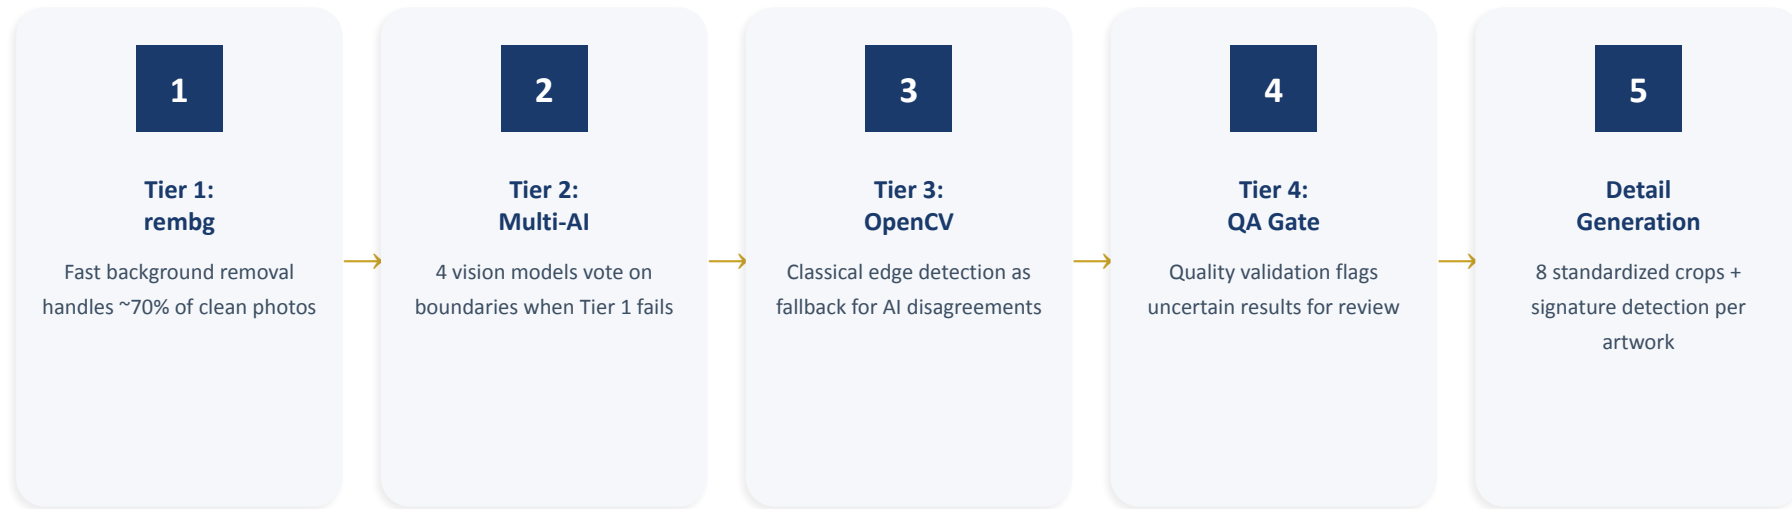 1
Tier 1:
rembg
Fast background removal
handles ~70% of clean photos
2
Tier 2:
Multi-AI
4 vision models vote on
boundaries when Tier 1 fails
3
Tier 3:
OpenCV
Classical edge detection as
fallback for AI disagreements
4
Tier 4:
QA Gate
Quality validation flags
uncertain results for review
5
Detail
Generation
8 standardized crops +
signature detection per
artwork